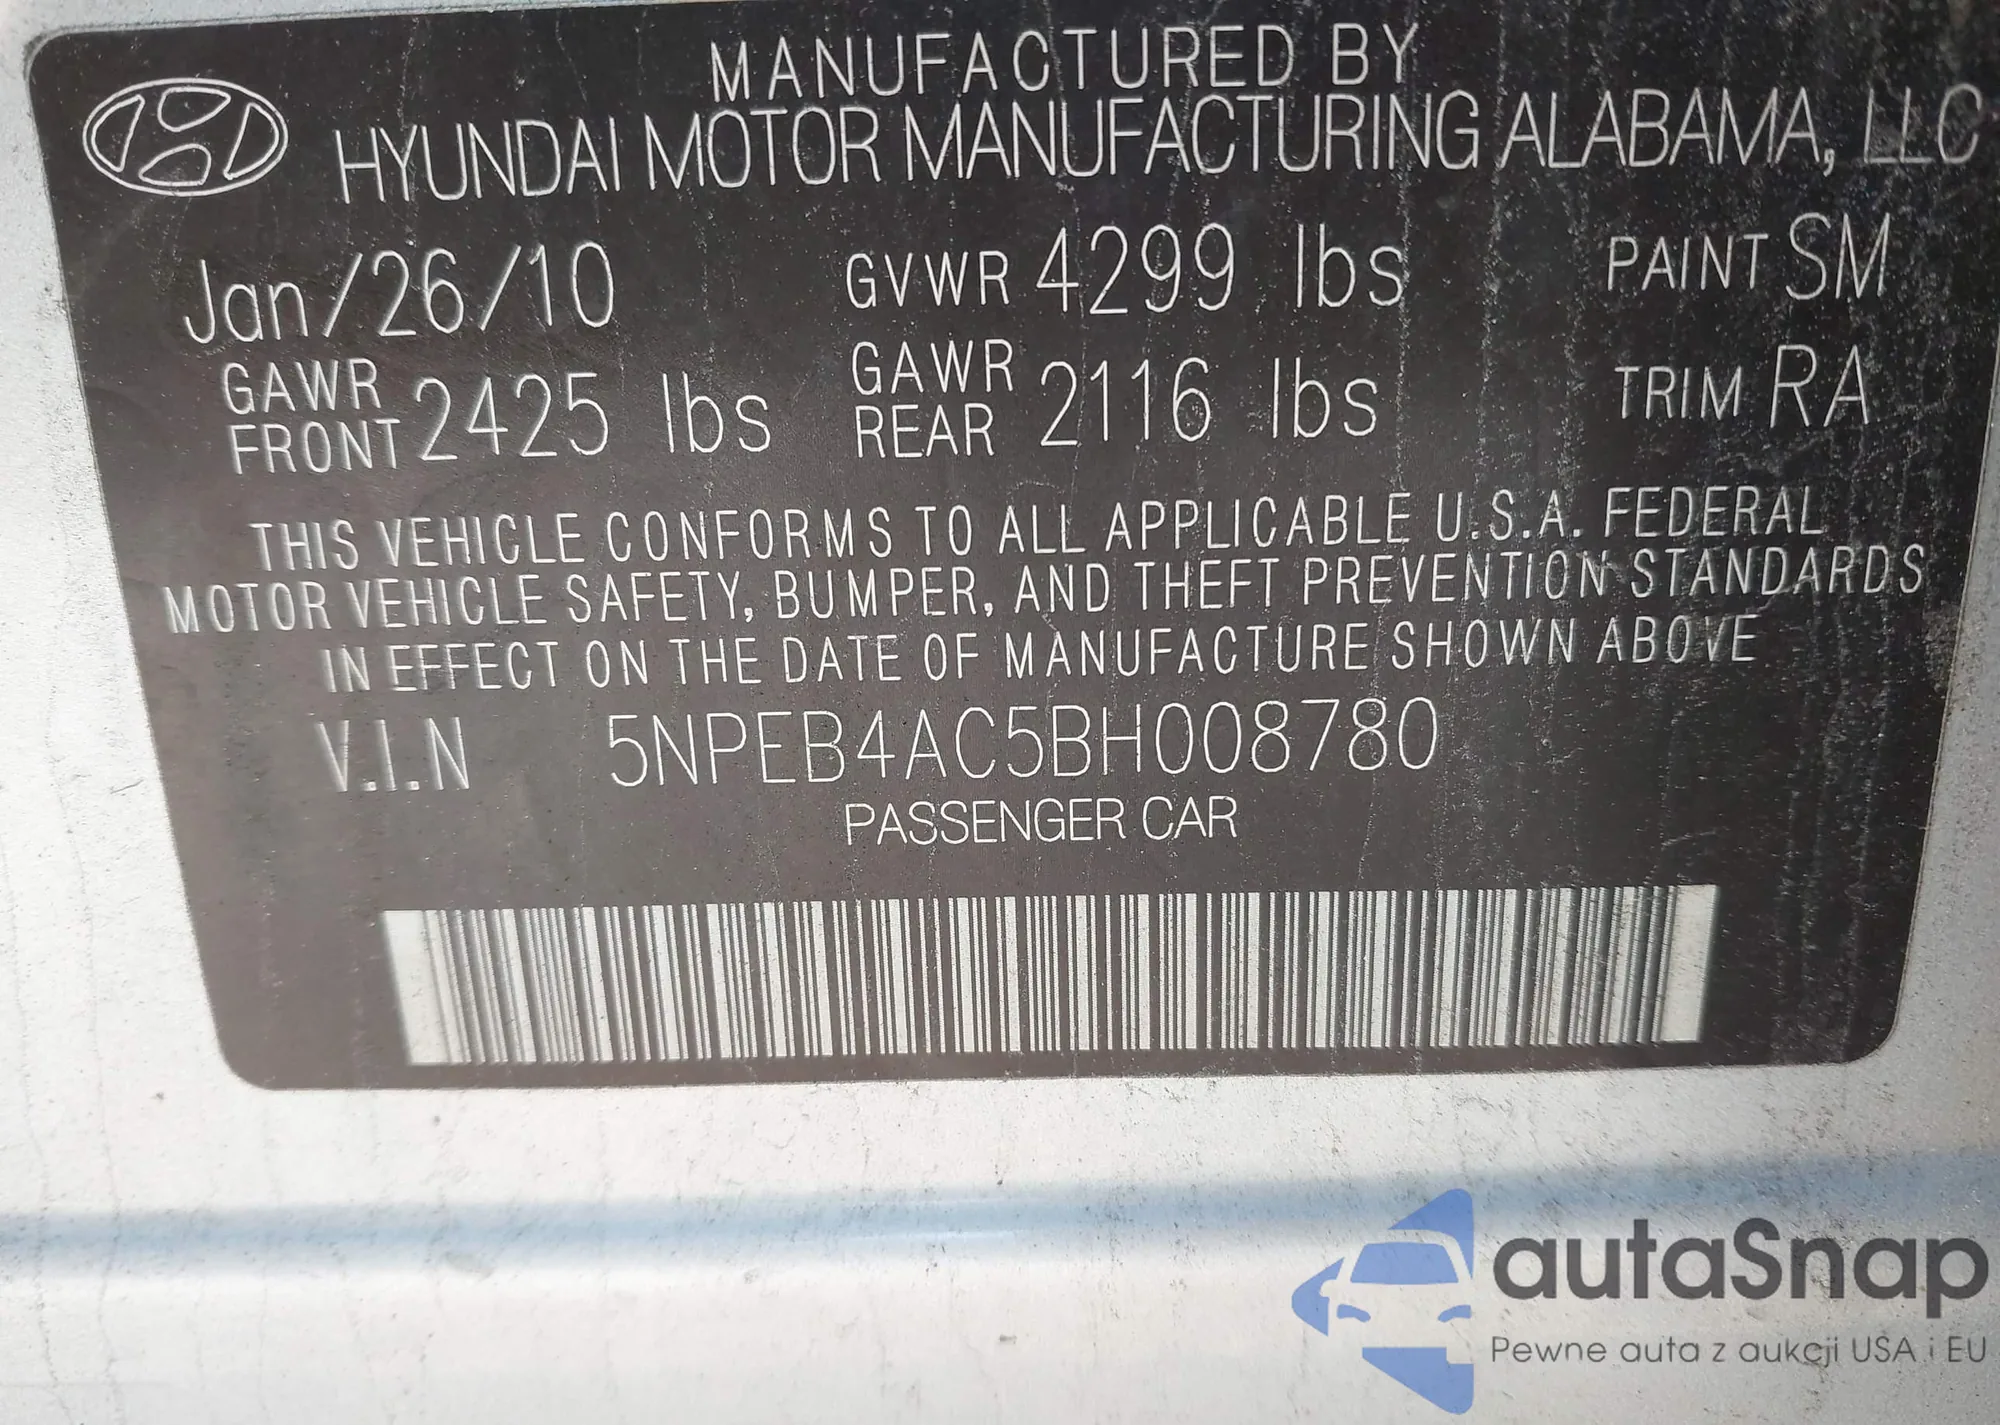 MANUFACTURED BY
HYUNDAI MOTOR MANUFACTURING ALABAMA, LLC
Jan/26/10 GVWR 4299 lbs PAINT SM
GAWR FRONT 2425 lbs GAWR REAR 2116 lbs TRIM RA
THIS VEHICLE CONFORMS TO ALL APPLICABLE U.S.A. FEDERAL
MOTOR VEHICLE SAFETY, BUMPER, AND THEFT PREVENTION STANDARDS
IN EFFECT ON THE DATE OF MANUFACTURE SHOWN ABOVE
V.I.N 5NPEB4AC5BH008780
PASSENGER CAR
autaSnap
Pewne auta z aukcji USA i EU